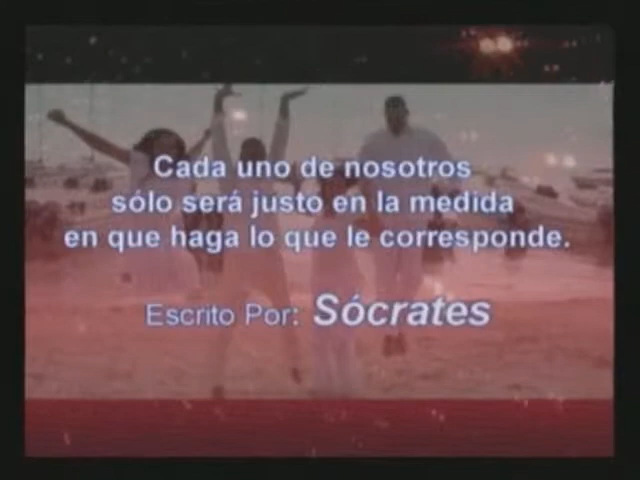 Cada uno de nosotros
sólo será justo en la medida
en que haga lo que le corresponde.
Escrito Por: Sócrates